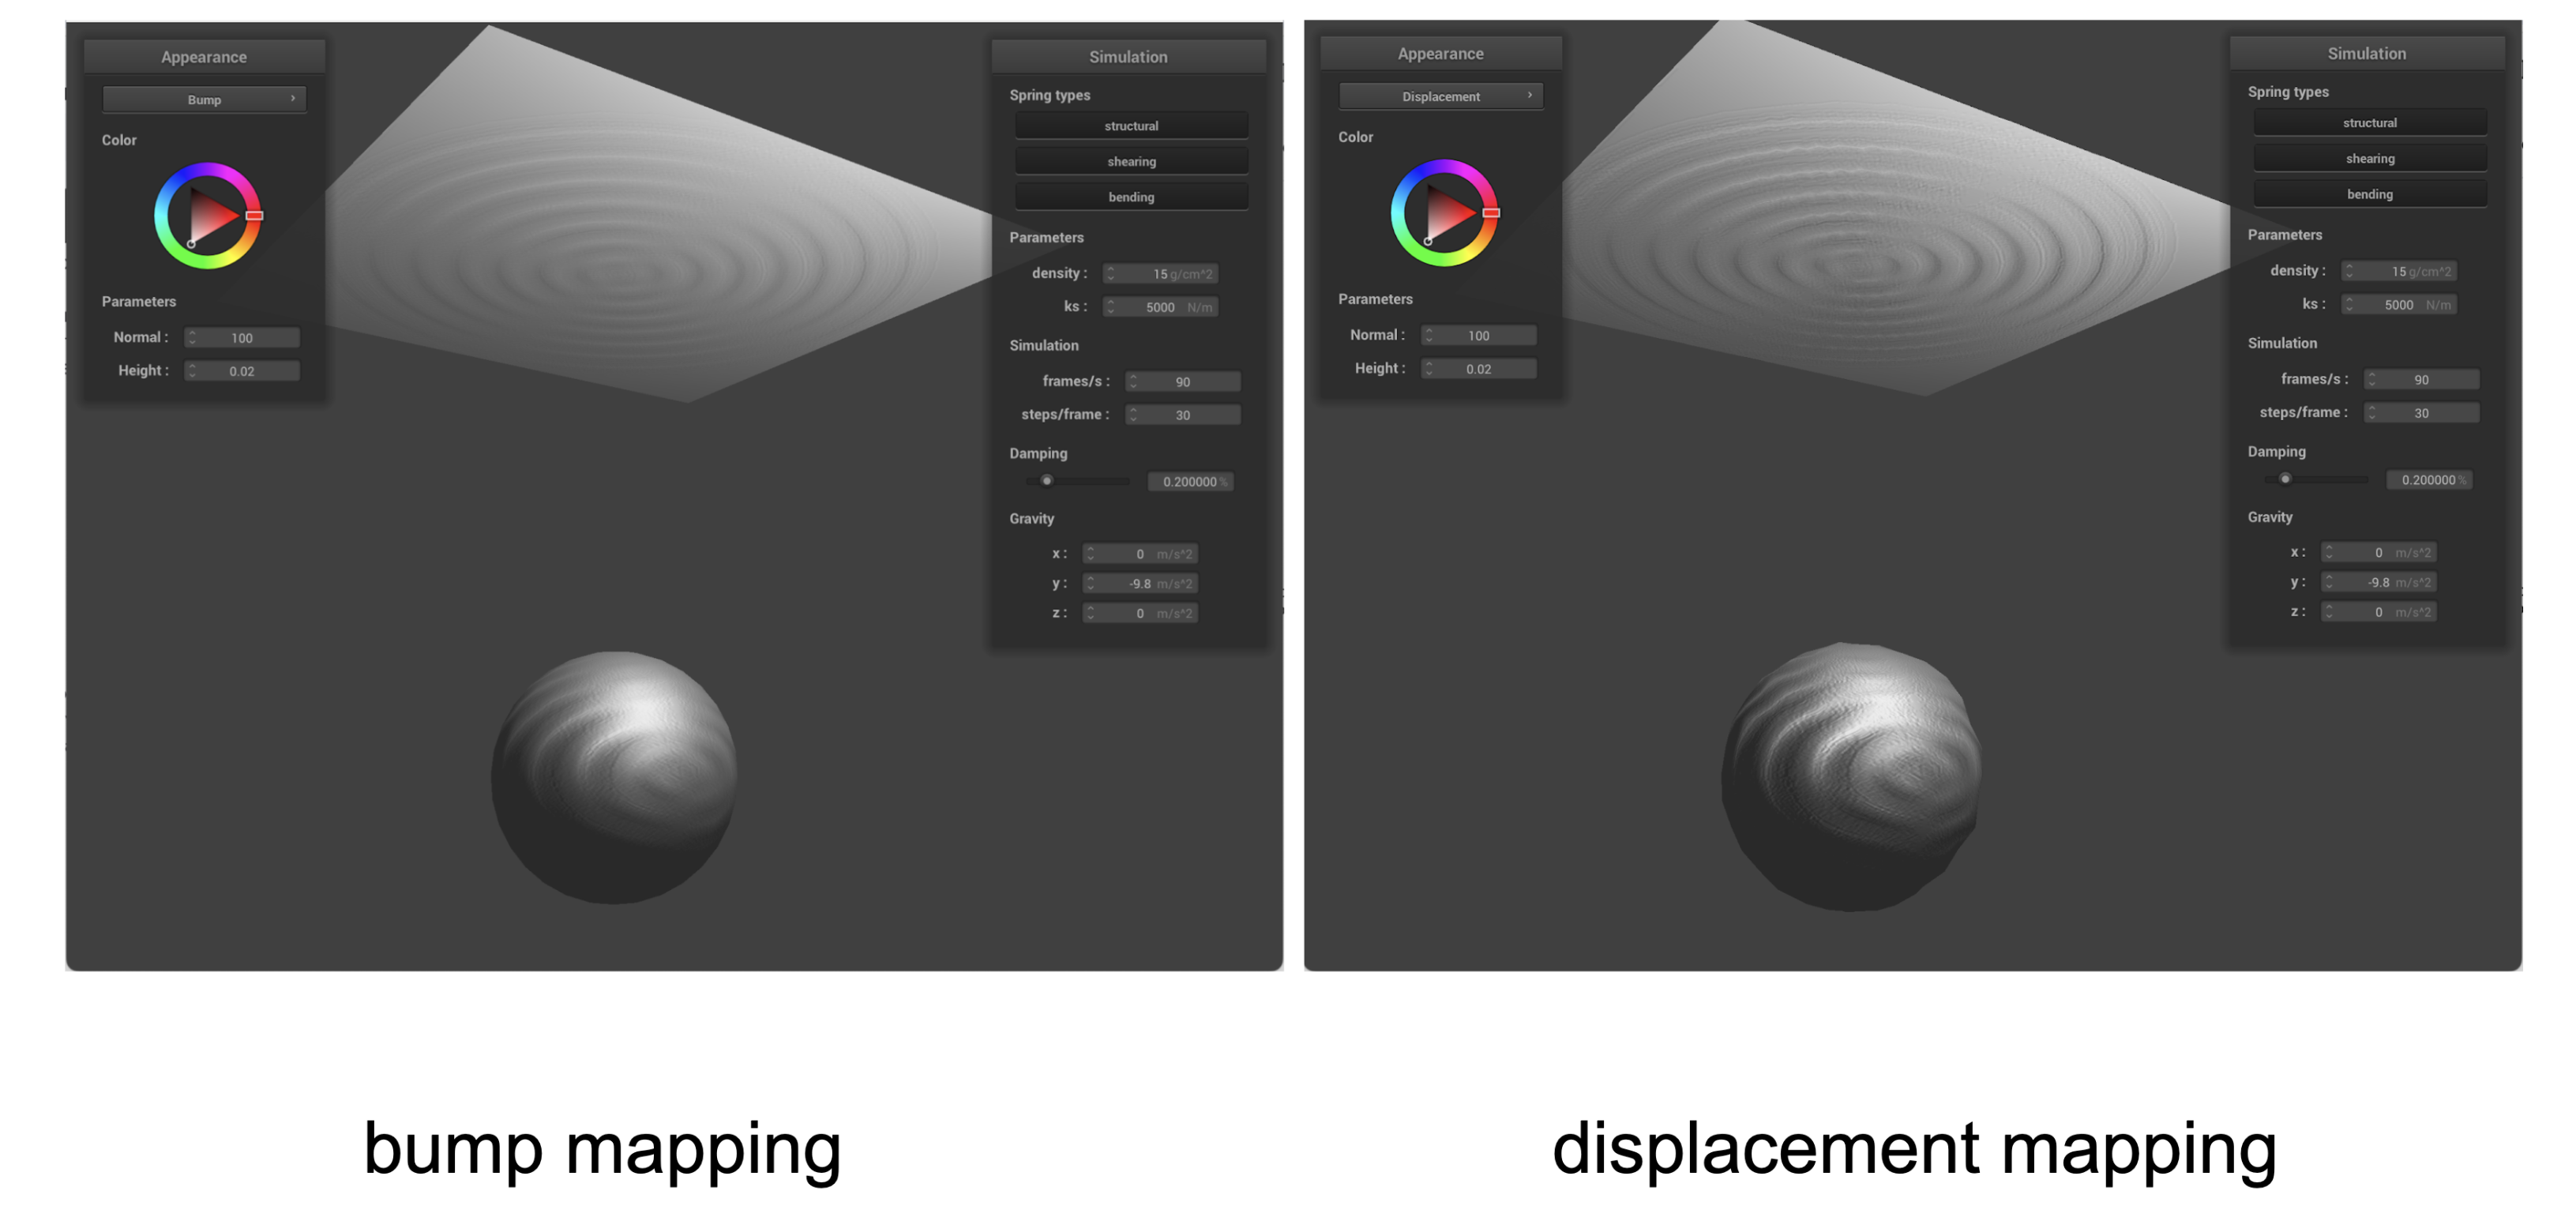 Appearance
Bump
Color
Parameters
Normal : 100
Height : 0.02
Simulation
Spring types
structural
shearing
bending
Parameters
density : 15 g/cm^2
ks : 5000 N/m
Simulation
frames/s : 90
steps/frame : 30
Damping
0.200000 %
Gravity
x : 0 m/s^2
y : -9.8 m/s^2
z : 0 m/s^2
Appearance
Displacement
Color
Parameters
Normal : 100
Height : 0.02
Simulation
Spring types
structural
shearing
bending
Parameters
density : 15 g/cm^2
ks : 5000 N/m
Simulation
frames/s : 90
steps/frame : 30
Damping
0.200000 %
Gravity
x : 0 m/s^2
y : -9.8 m/s^2
z : 0 m/s^2
bump mapping
displacement mapping